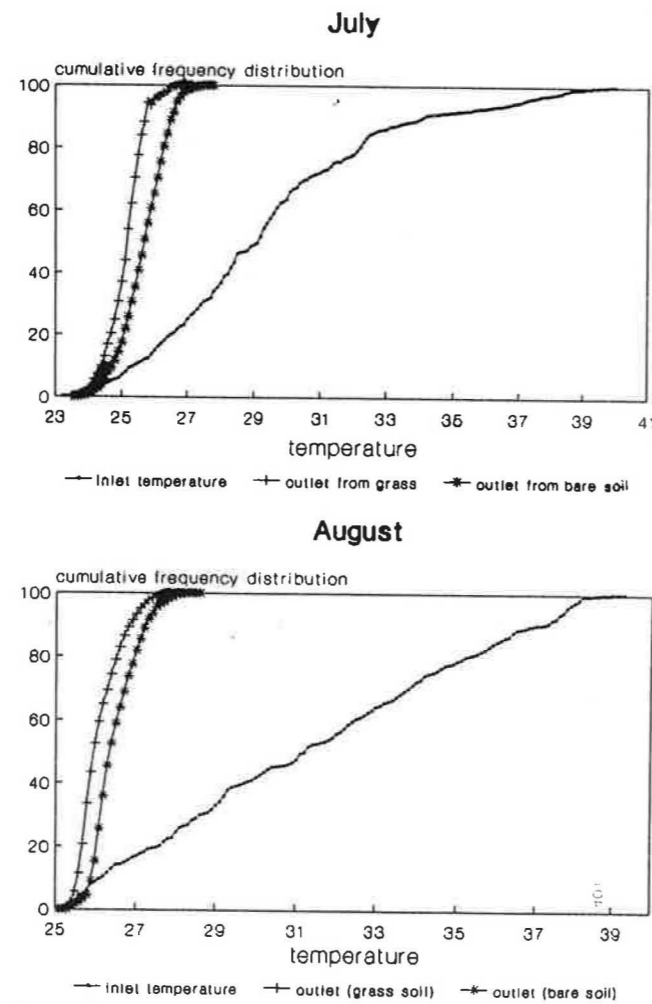 July
cumulative frequency distribution
100
80
60
40
20
0
23 25 27 29 31 33 35 37 39 41
temperature
Inlet temperature outlet from grass outlet from bare soil
August
cumulative frequency distribution
100
80
60
40
20
0
25 27 29 31 33 35 37 39
temperature
Inlet temperature outlet (grass soil) outlet (bare soil)